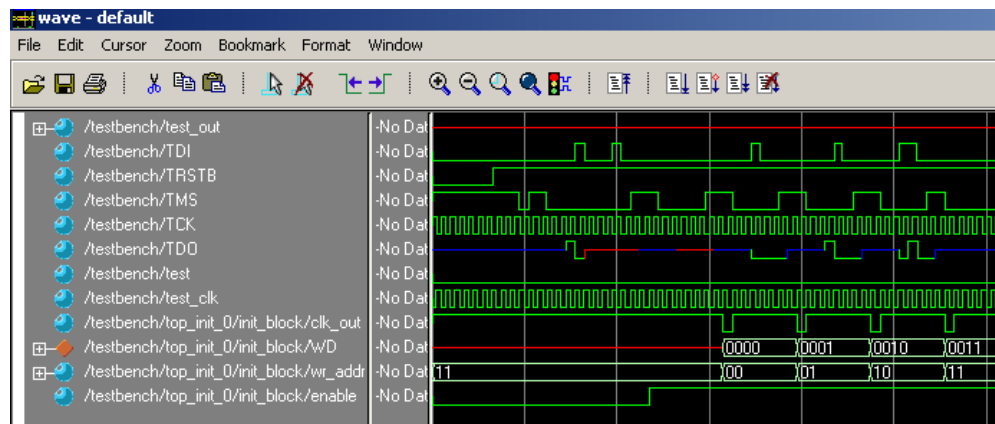 wave - default
File Edit Cursor Zoom Bookmark Format Window
/testbench/test_out -No Dat
/testbench/TDI -No Dat
/testbench/TRSTB -No Dat
/testbench/TMS -No Dat
/testbench/TCK -No Dat
/testbench/TDO -No Dat
/testbench/test -No Dat
/testbench/test_clk -No Dat
/testbench/top_init_0/init_block/clk_out -No Dat
/testbench/top_init_0/init_block/WD -No Dat 0000 0001 0010 0011
/testbench/top_init_0/init_block/wr_addr -No Dat 11 00 01 10 11
/testbench/top_init_0/init_block/enable -No Dat